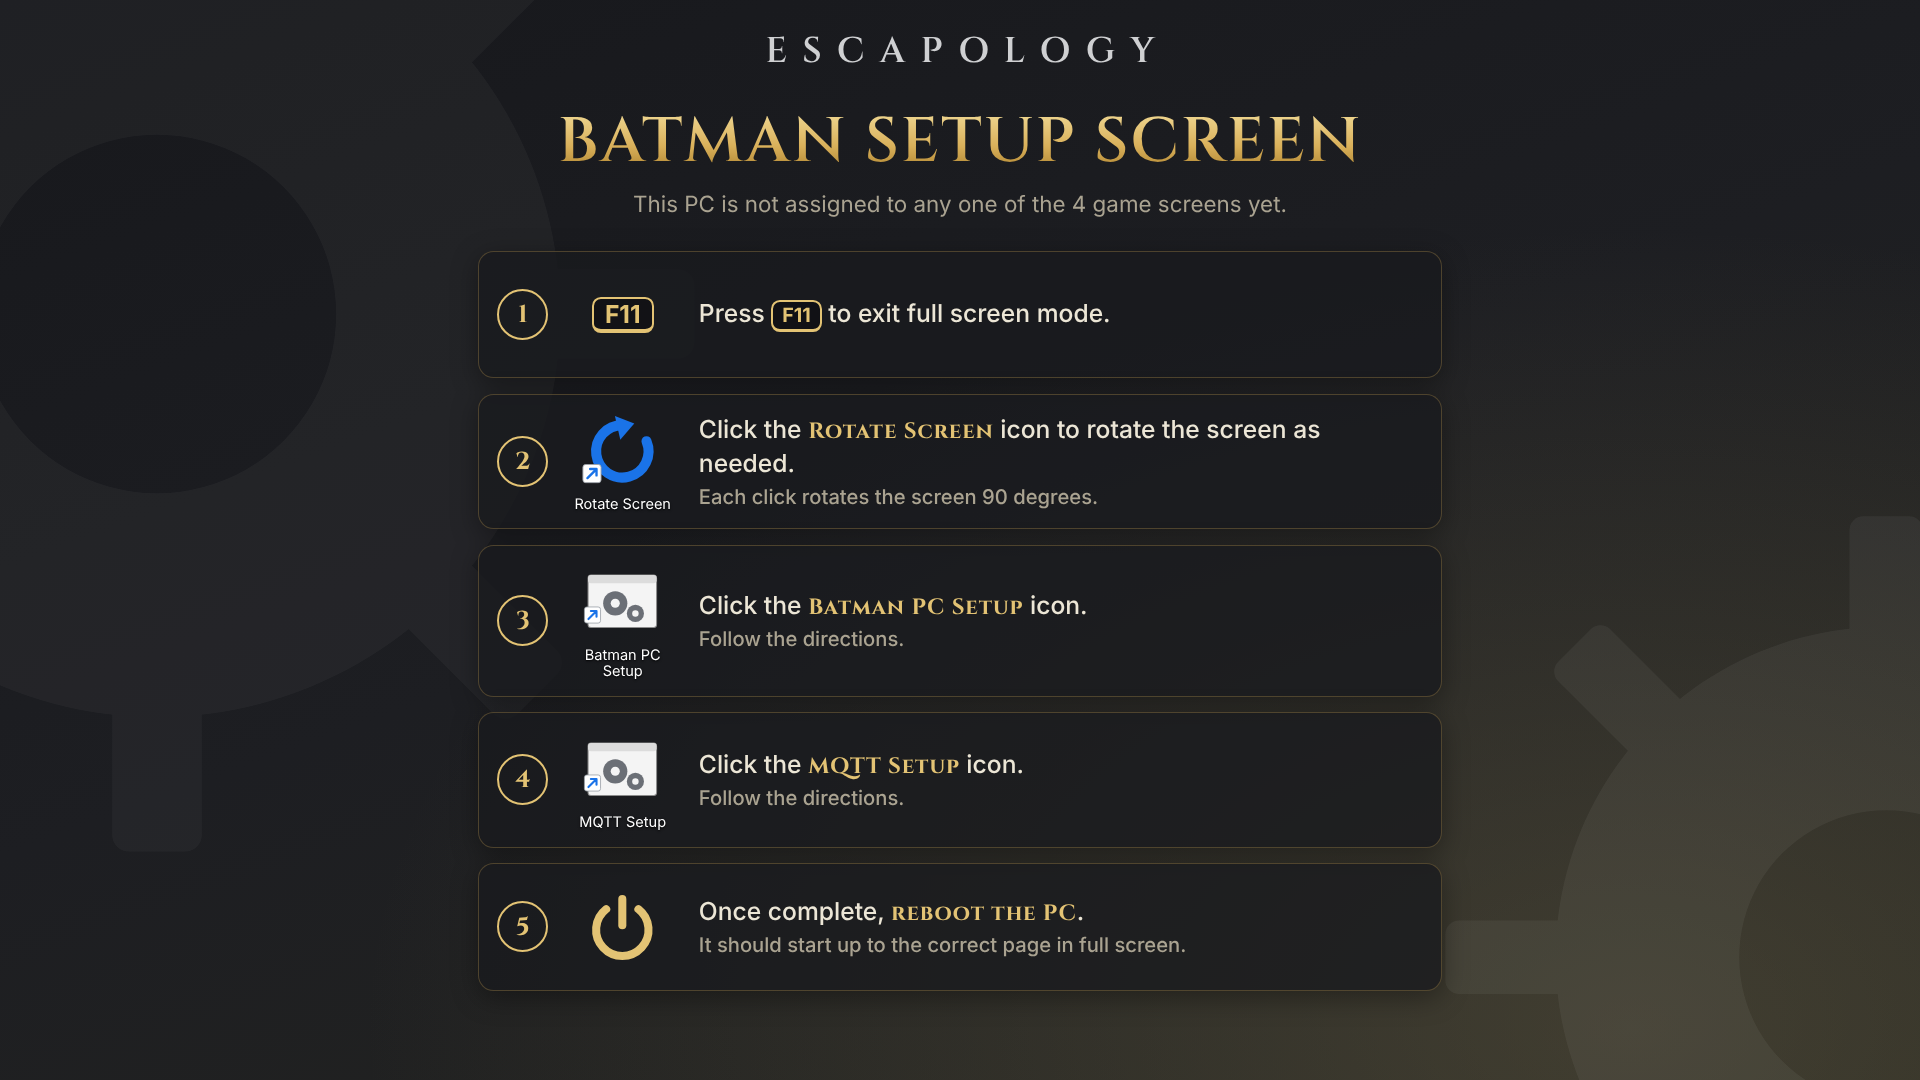 ESCAPOLOGY
BATMAN SETUP SCREEN
This PC is not assigned to any one of the 4 game screens yet.
1
F11
Press F11 to exit full screen mode.
2
Rotate Screen
Click the Rotate Screen icon to rotate the screen as
needed.
Each click rotates the screen 90 degrees.
3
Batman PC
Setup
Click the Batman PC Setup icon.
Follow the directions.
4
MQTT Setup
Click the MQTT Setup icon.
Follow the directions.
5
Once complete, reboot the PC.
It should start up to the correct page in full screen.